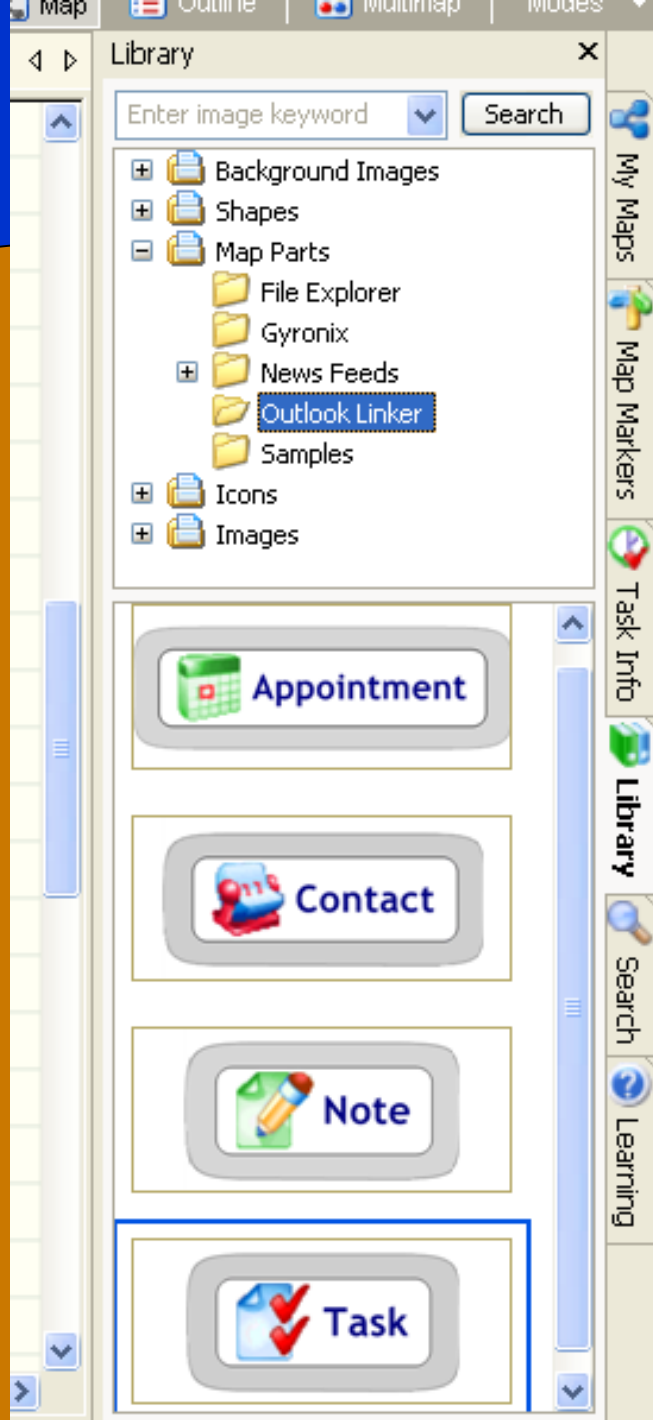 Map Outline Multimap Modes
Library
Enter image keyword Search
Background Images
Shapes
Map Parts
File Explorer
Gyronix
News Feeds
Outlook Linker
Samples
Icons
Images
Appointment
Contact
Note
Task
My Maps
Map Markers
Task Info
Library
Search
Learning